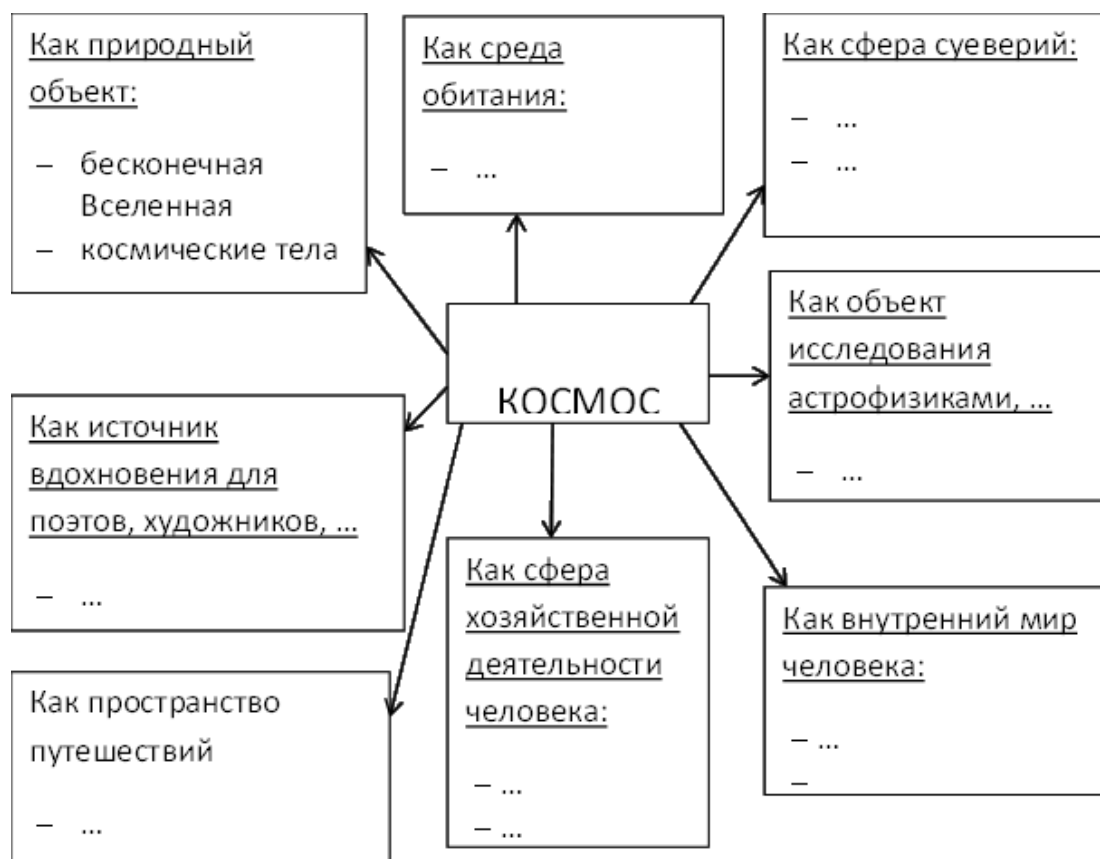 Как природный
объект:
– бесконечная
Вселенная
– космические тела
Как среда
обитания:
– ...
Как сфера суеверий:
– ...
– ...
КОСМОС
Как объект
исследования
астрофизиками, ...
– ...
Как источник
вдохновения для
поэтов, художников, ...
– ...
Как сфера
хозяйственной
деятельности
человека:
– ...
– ...
Как внутренний мир
человека:
– ...
–
Как пространство
путешествий
– ...